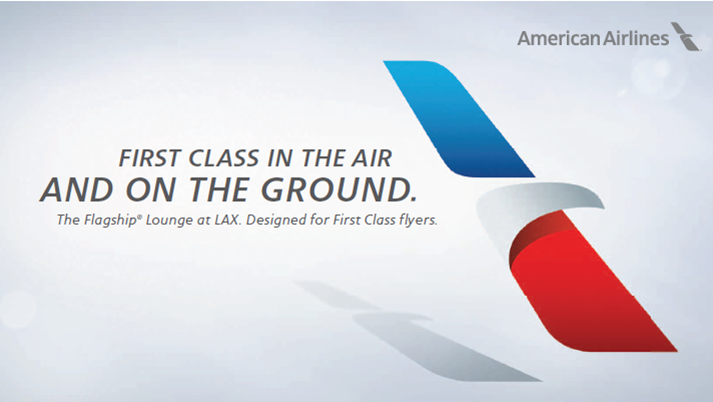 American Airlines
FIRST CLASS IN THE AIR
AND ON THE GROUND.
The Flagship® Lounge at LAX. Designed for First Class flyers.